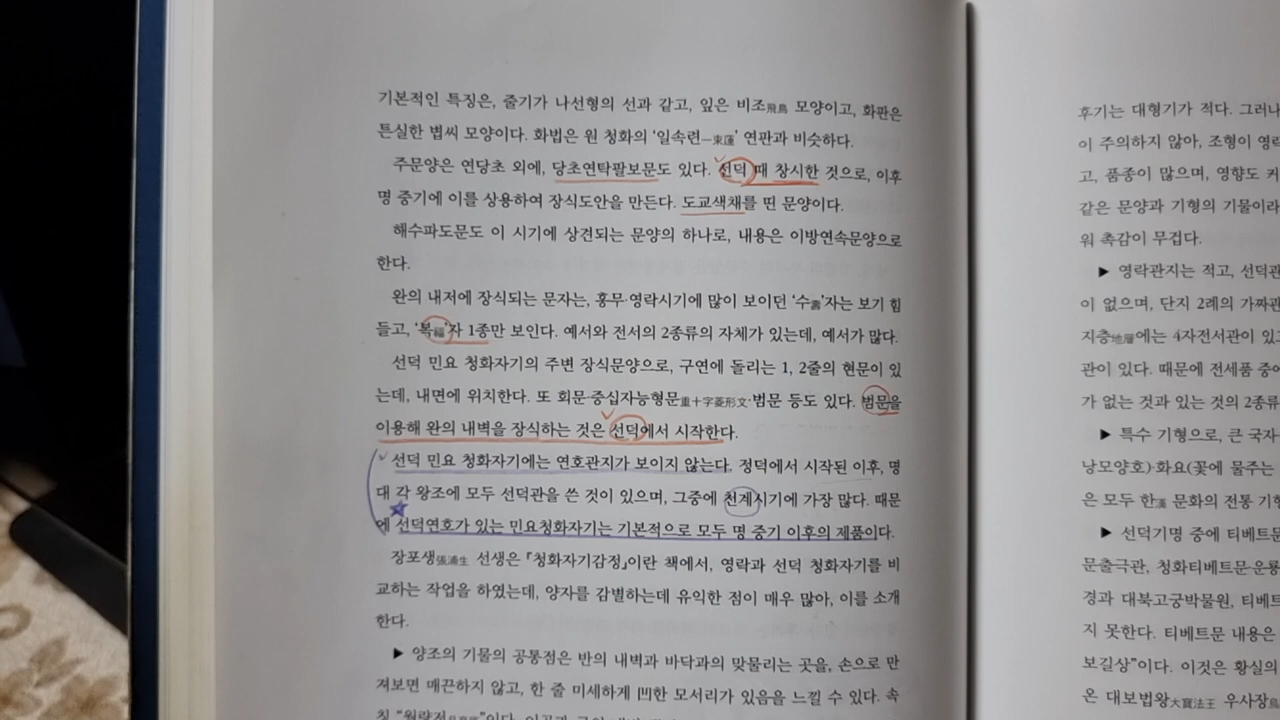 기본적인 특징은, 줄기가 나선형의 선과 같고, 잎은 비조飛鳥 모양이고, 화판은
튼실한 볍씨 모양이다. 화법은 원 청화의 ‘일속련一束蓮’ 연판과 비슷하다.
주문양은 연당초 외에, 당초연탁팔보문도 있다. 선덕 때 창시한 것으로, 이후
명 중기에 이를 상용하여 장식도안을 만든다. 도교색채를 띤 문양이다.
해수파도문도 이 시기에 상견되는 문양의 하나로, 내용은 이방연속문양으로
한다.
완의 내저에 장식되는 문자는, 홍무·영락시기에 많이 보이던 ‘수壽’자는 보기 힘
들고, ‘복福’자 1종만 보인다. 예서와 전서의 2종류의 자체가 있는데, 예서가 많다.
선덕 민요 청화자기의 주변 장식문양으로, 구연에 돌리는 1, 2줄의 현문이 있
는데, 내면에 위치한다. 또 회문·중십자능형문重十字菱形文·범문 등도 있다. 범문을
이용해 완의 내벽을 장식하는 것은 선덕에서 시작한다.
선덕 민요 청화자기에는 연호관지가 보이지 않는다. 정덕에서 시작된 이후, 명
대 각 왕조에 모두 선덕관을 쓴 것이 있으며, 그중에 천계시기에 가장 많다. 때문
에 선덕연호가 있는 민요청화자기는 기본적으로 모두 명 중기 이후의 제품이다.
장포생張浦生 선생은 『청화자기감정』이란 책에서, 영락과 선덕 청화자기를 비
교하는 작업을 하였는데, 양자를 감별하는데 유익한 점이 매우 많아, 이를 소개
한다.
▶ 양조의 기물의 공통점은 반의 내벽과 바닥과의 맞물리는 곳을, 손으로 만
져보면 매끈하지 않고, 한 줄 미세하게 凹한 모서리가 있음을 느낄 수 있다. 속
후기는 대형기가 적다. 그러나
이 주의하지 않아, 조형이 영락
고, 품종이 많으며, 영향도 커
같은 문양과 기형의 기물이라
워 촉감이 무겁다.
▶ 영락관지는 적고, 선덕관
이 없으며, 단지 2례의 가짜관
지층地層에는 4자전서관이 있
관이 있다. 때문에 전세품 중에
가 없는 것과 있는 것의 2종류
▶ 특수 기형으로, 큰 국자
낭모양호)·화요(꽃에 물주는
은 모두 한漢 문화의 전통 기형
▶ 선덕기명 중에 티베트문
문출극관, 청화티베트문운룡
경과 대북고궁박물원, 티베트
지 못한다. 티베트문 내용은
보길상”이다. 이것은 황실의
온 대보법왕大寶法王 우사장烏